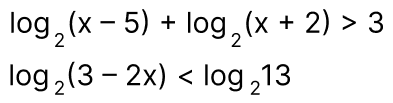 log₂(x – 5) + log₂(x + 2) > 3
log₂(3 – 2x) < log₂13